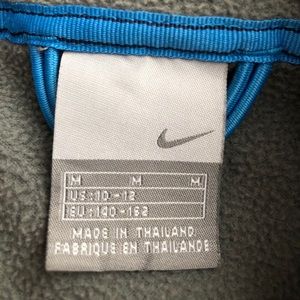 M M M
US: 10-12
EU: 140-152
MADE IN THAILAND
FABRIQUE EN THAILANDE